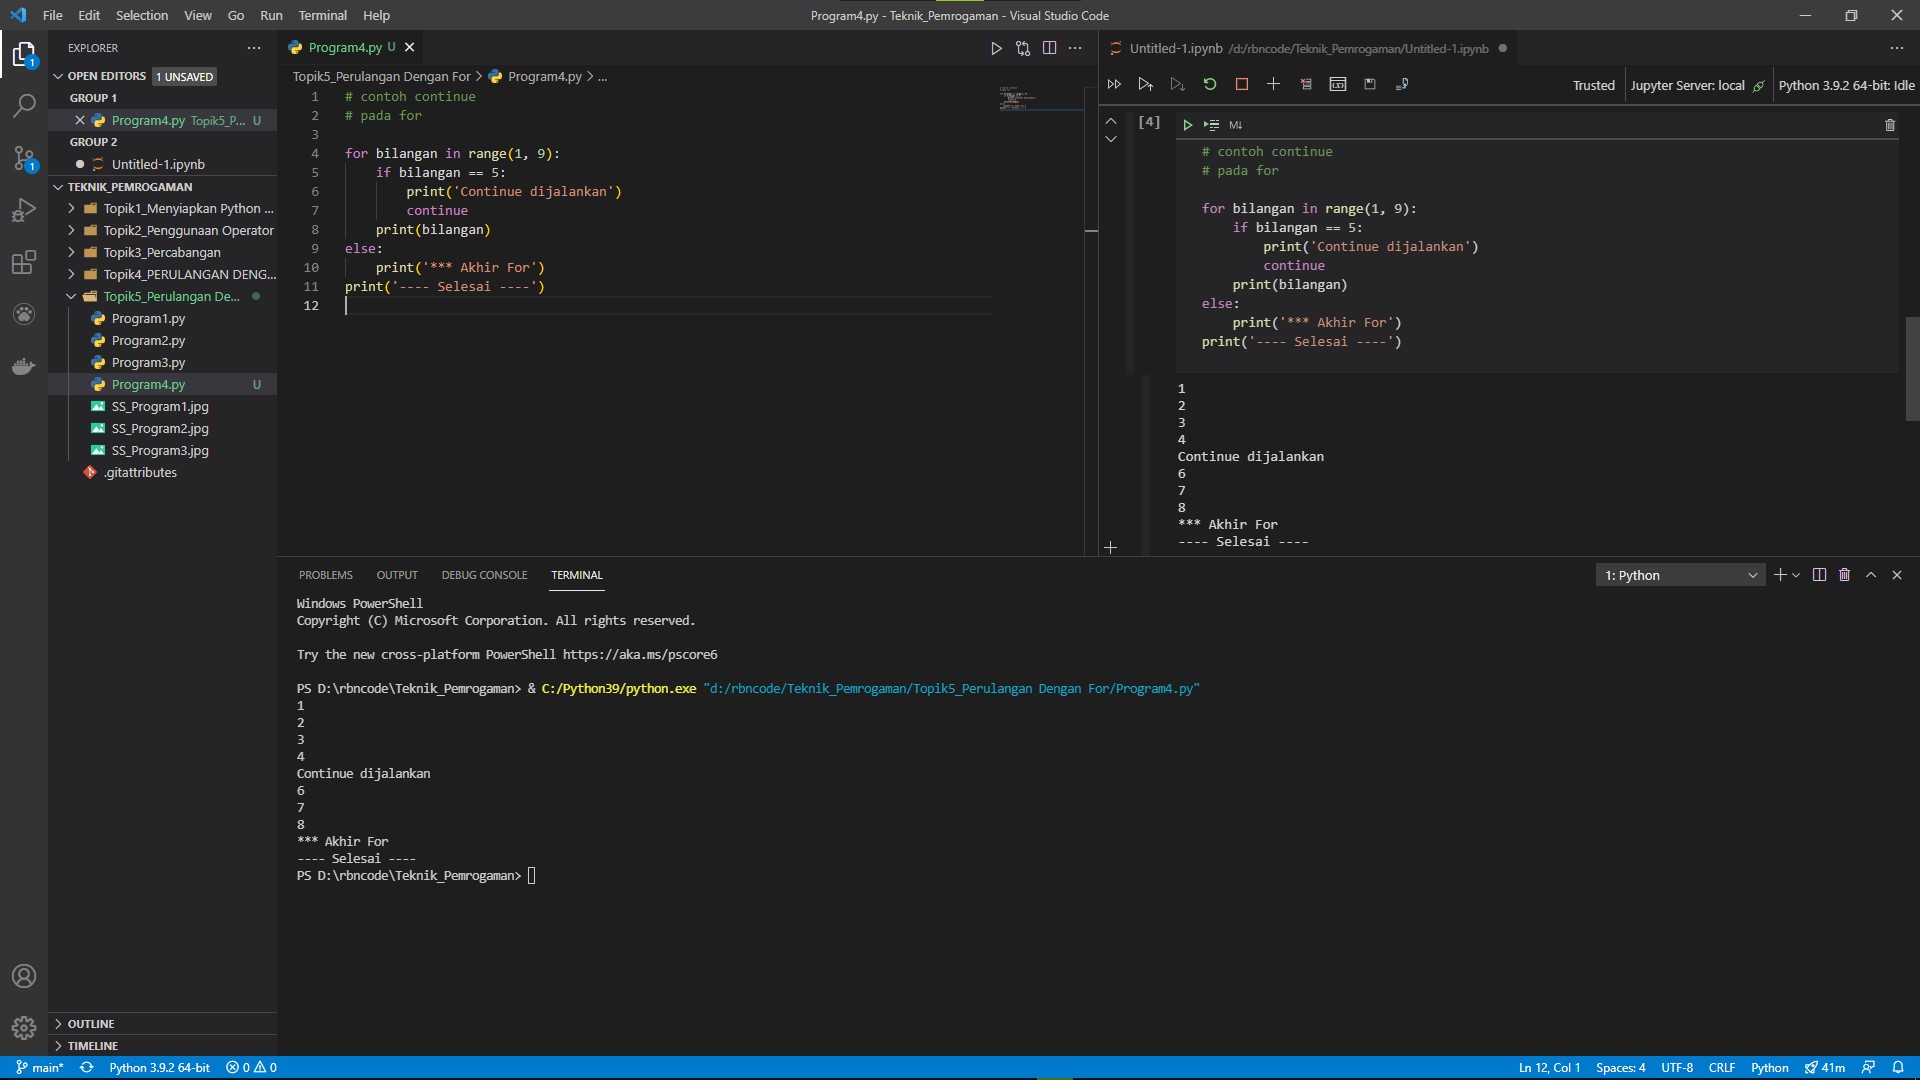 File Edit Selection View Go Run Terminal Help
Program4.py - Teknik_Pemrogaman - Visual Studio Code
EXPLORER
OPEN EDITORS 1 UNSAVED
GROUP 1
Program4.py Topik5_P... U
GROUP 2
Untitled-1.ipynb
TEKNIK_PEMROGAMAN
Topik1_Menyiapkan Python ...
Topik2_Penggunaan Operator
Topik3_Percabangan
Topik4_PERULANGAN DENG...
Topik5_Perulangan De...
Program1.py
Program2.py
Program3.py
Program4.py U
SS_Program1.jpg
SS_Program2.jpg
SS_Program3.jpg
.gitattributes
OUTLINE
TIMELINE
1
1
Program4.py U
Topik5_Perulangan Dengan For > Program4.py > ...
1 # contoh continue
2 # pada for
3
4 for bilangan in range(1, 9):
5     if bilangan == 5:
6         print('Continue dijalankan')
7         continue
8     print(bilangan)
9 else:
10     print('*** Akhir For')
11 print('---- Selesai ----')
12
Untitled-1.ipynb /d:/rbncode/Teknik_Pemrogaman/Untitled-1.ipynb
Trusted Jupyter Server: local Python 3.9.2 64-bit: Idle
[4] M↓
# contoh continue
# pada for
for bilangan in range(1, 9):
    if bilangan == 5:
        print('Continue dijalankan')
        continue
    print(bilangan)
else:
    print('*** Akhir For')
print('---- Selesai ----')
1
2
3
4
Continue dijalankan
6
7
8
*** Akhir For
---- Selesai ----
PROBLEMS OUTPUT DEBUG CONSOLE TERMINAL
1: Python
Windows PowerShell
Copyright (C) Microsoft Corporation. All rights reserved.
Try the new cross-platform PowerShell https://aka.ms/pscore6
PS D:\rbncode\Teknik_Pemrogaman> & C:/Python39/python.exe "d:/rbncode/Teknik_Pemrogaman/Topik5_Perulangan Dengan For/Program4.py"
1
2
3
4
Continue dijalankan
6
7
8
*** Akhir For
---- Selesai ----
PS D:\rbncode\Teknik_Pemrogaman>
main* Python 3.9.2 64-bit 0 0
Ln 12, Col 1 Spaces: 4 UTF-8 CRLF Python 41m